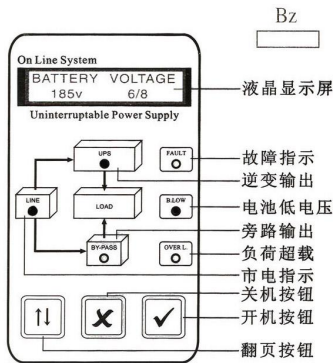 Bz
On Line System
BATTERY VOLTAGE
185v 6/8
液晶显示屏
Uninterruptable Power Supply
UPS
FAULT
故障指示
逆变输出
LINE
LOAD
B.LOW
电池低电压
旁路输出
BY-PASS
OVER L.
负荷超载
市电指示
关机按钮
开机按钮
翻页按钮